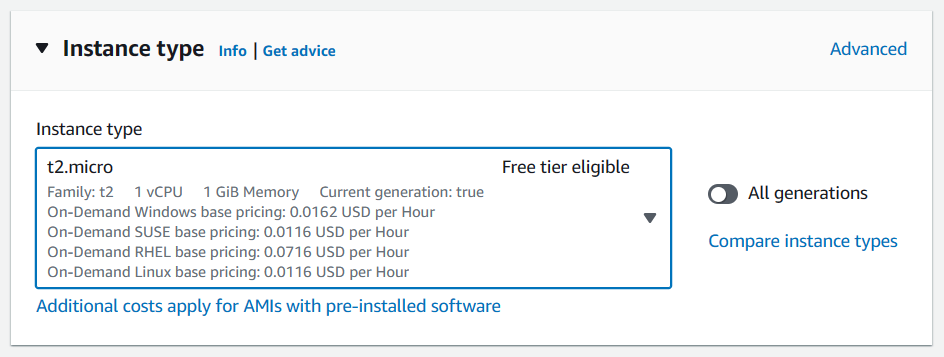 Instance type Info | Get advice Advanced
Instance type
t2.micro Free tier eligible
Family: t2 1 vCPU 1 GiB Memory Current generation: true
On-Demand Windows base pricing: 0.0162 USD per Hour
On-Demand SUSE base pricing: 0.0116 USD per Hour
On-Demand RHEL base pricing: 0.0716 USD per Hour
On-Demand Linux base pricing: 0.0116 USD per Hour
All generations
Compare instance types
Additional costs apply for AMIs with pre-installed software